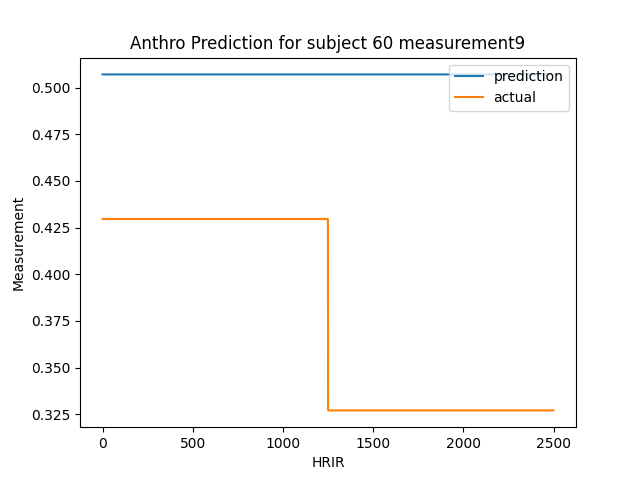 Anthro Prediction for subject 60 measurement9
prediction
actual
0.500
0.475
0.450
0.425
0.400
0.375
0.350
0.325
Measurement
0 500 1000 1500 2000 2500
HRIR